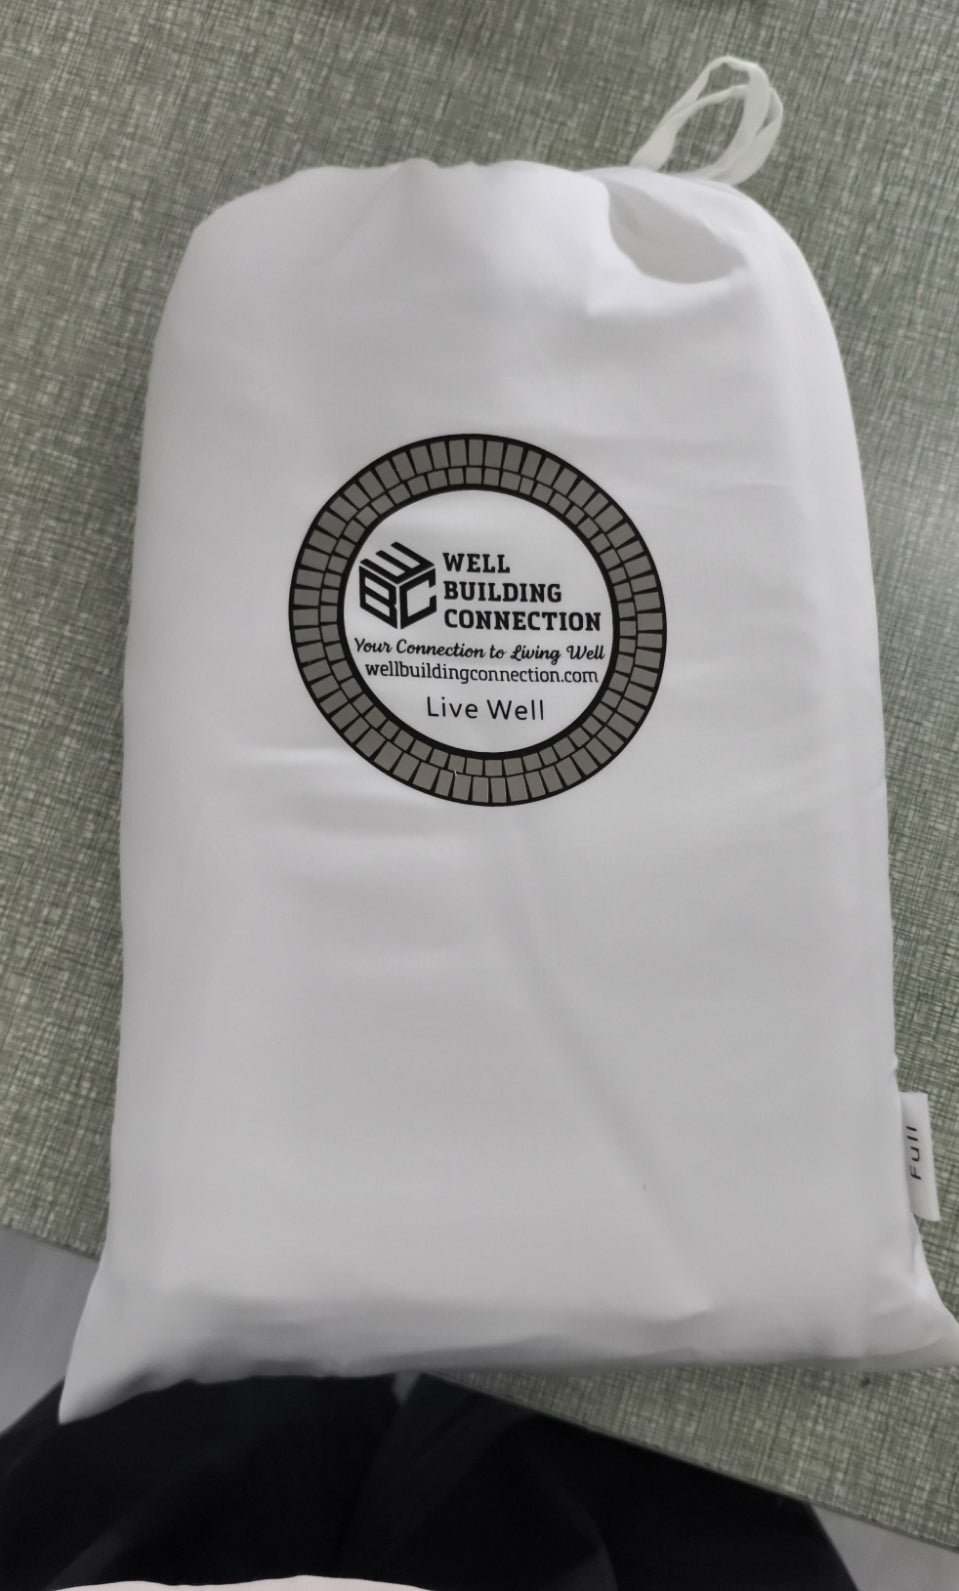 WBC
WELL
BUILDING
CONNECTION
Your Connection to Living Well
wellbuildingconnection.com
Live Well
Full